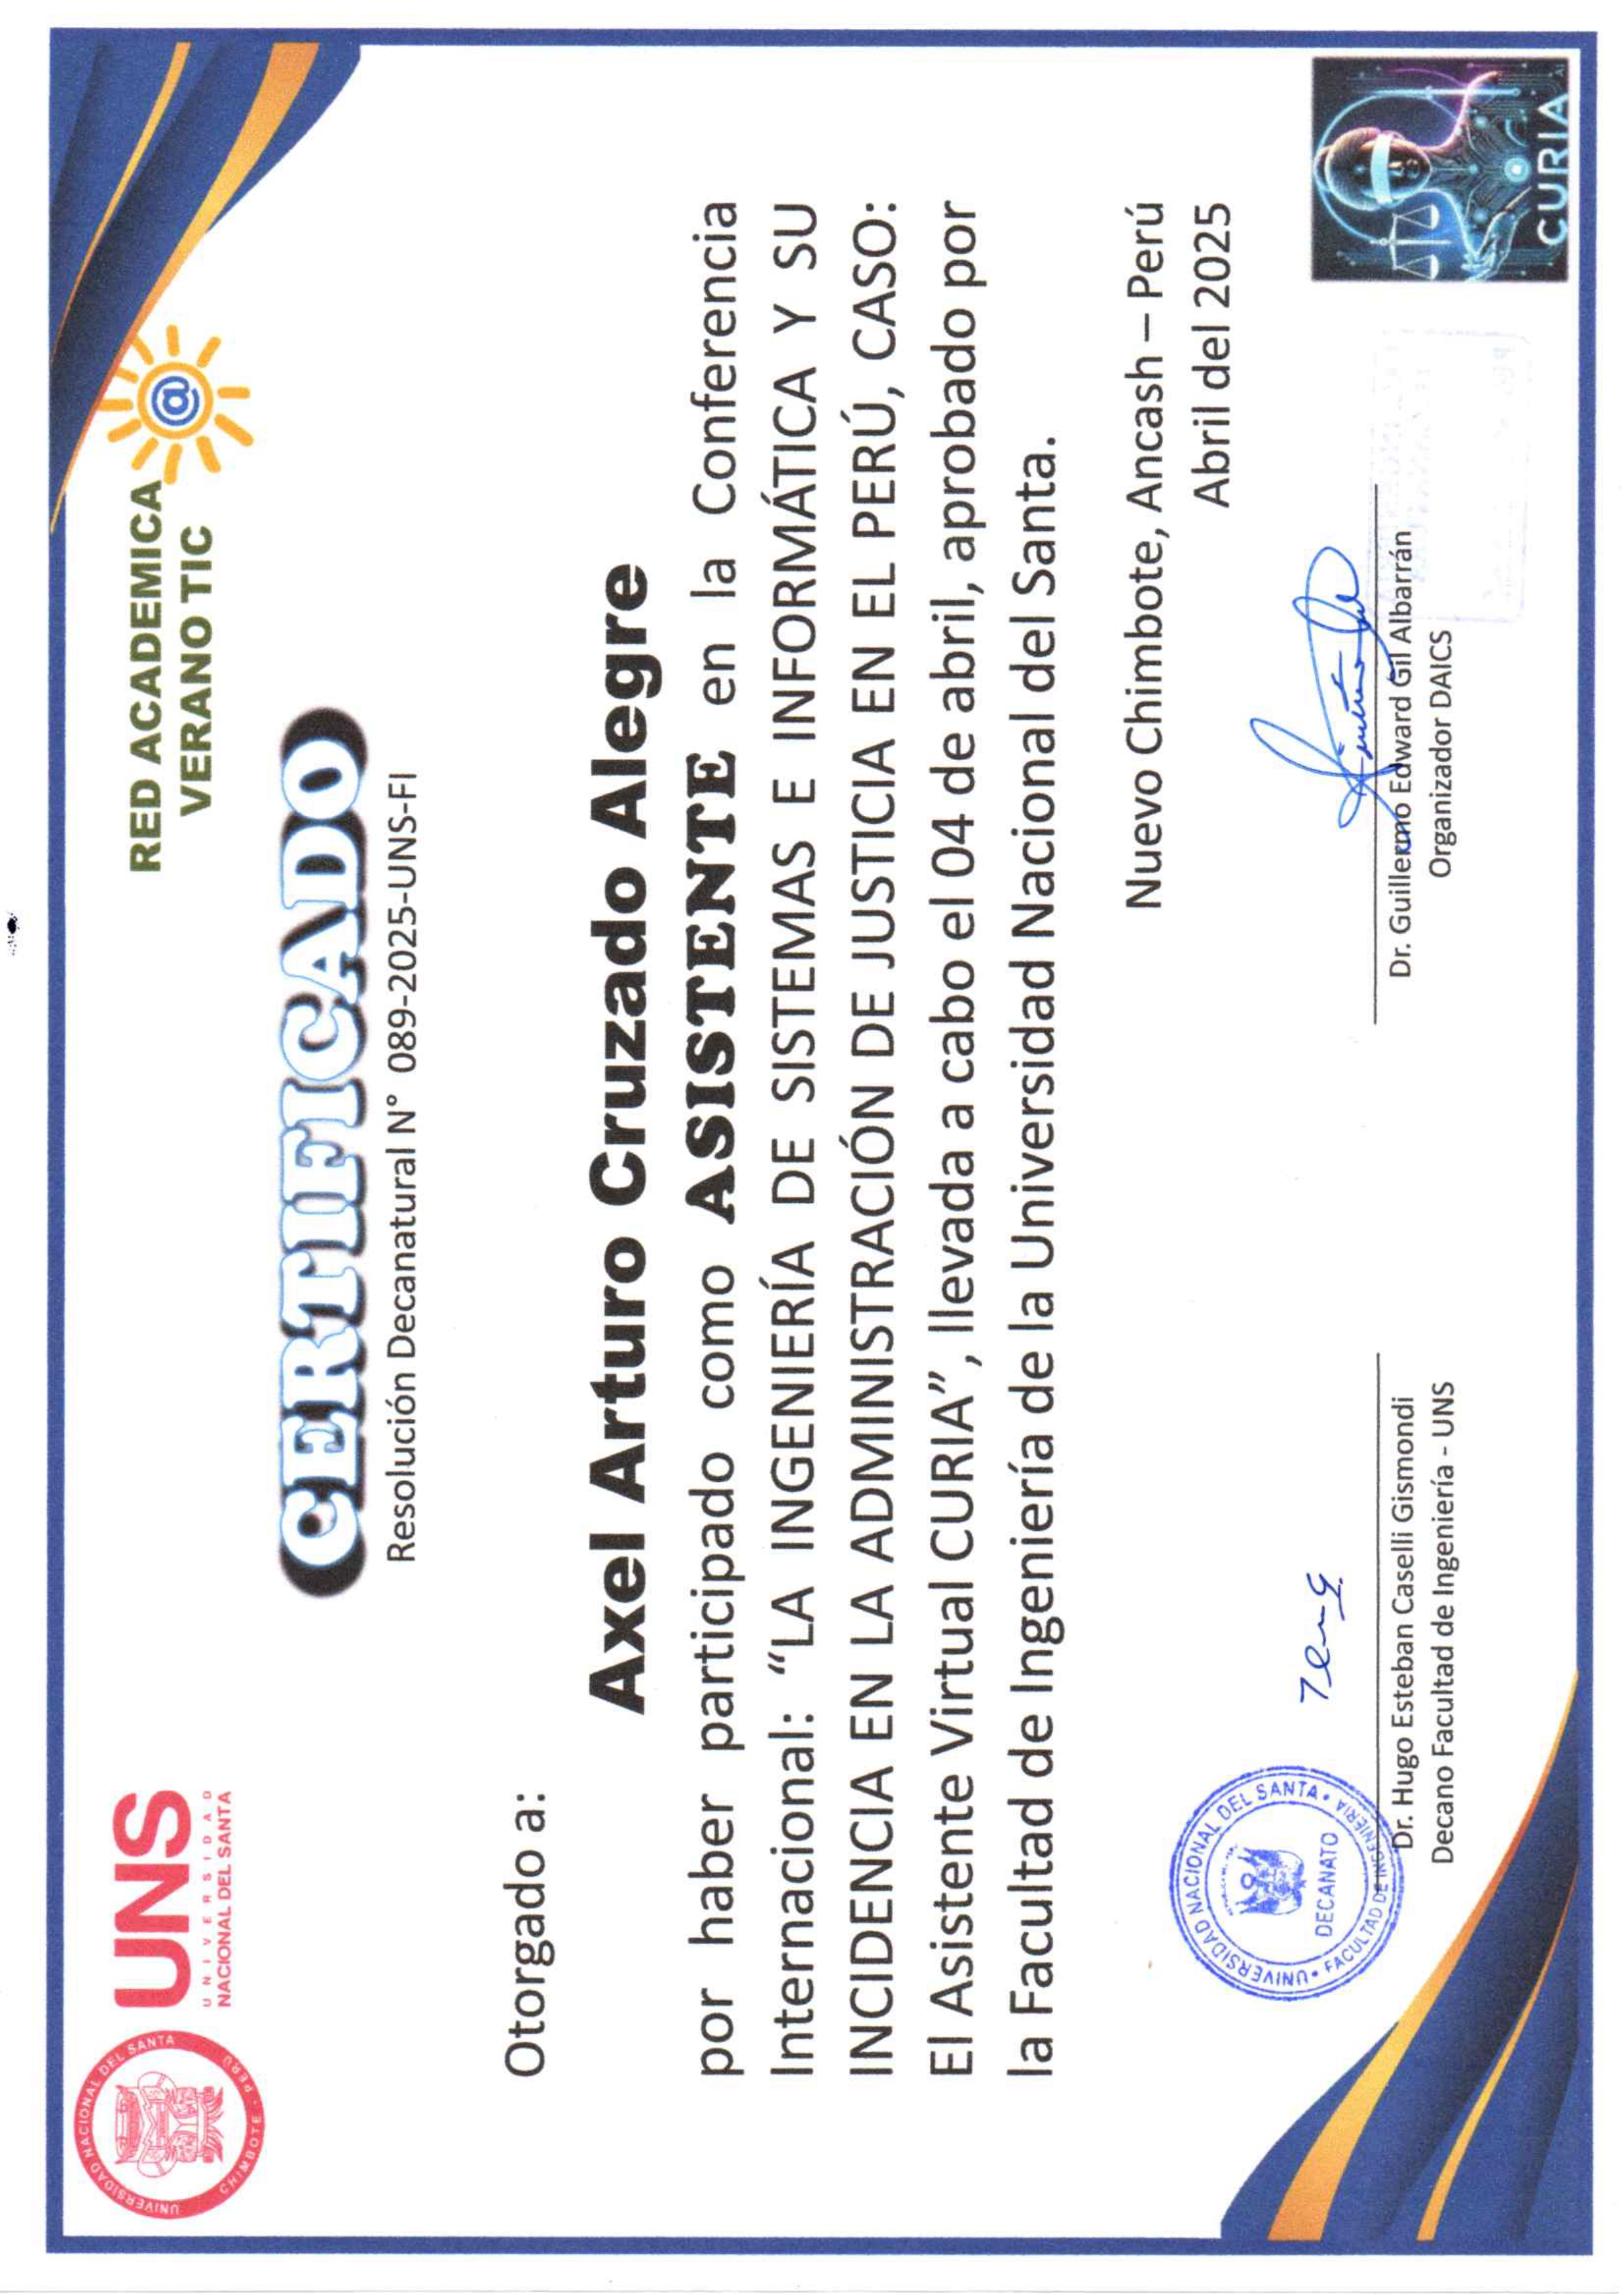 UNIVERSIDAD NACIONAL DEL SANTA
CHIMBOTE - PERÚ
UNS
UNIVERSIDAD
NACIONAL DEL SANTA
RED ACADEMICA
VERANO TIC
@
CERTIFICADO
Resolución Decanatural N° 089-2025-UNS-FI
Otorgado a:
Axel Arturo Cruzado Alegre
por haber participado como ASISTENTE en la Conferencia
Internacional: “LA INGENIERÍA DE SISTEMAS E INFORMÁTICA Y SU
INCIDENCIA EN LA ADMINISTRACIÓN DE JUSTICIA EN EL PERÚ, CASO:
El Asistente Virtual CURIA”, llevada a cabo el 04 de abril, aprobado por
la Facultad de Ingeniería de la Universidad Nacional del Santa.
Nuevo Chimbote, Ancash – Perú
Abril del 2025
UNIVERSIDAD NACIONAL DEL SANTA
DECANATO
FACULTAD DE INGENIERIA
Dr. Hugo Esteban Caselli Gismondi
Decano Facultad de Ingeniería - UNS
Dr. Guillermo Edward Gil Albarrán
Organizador DAICS
CURIA